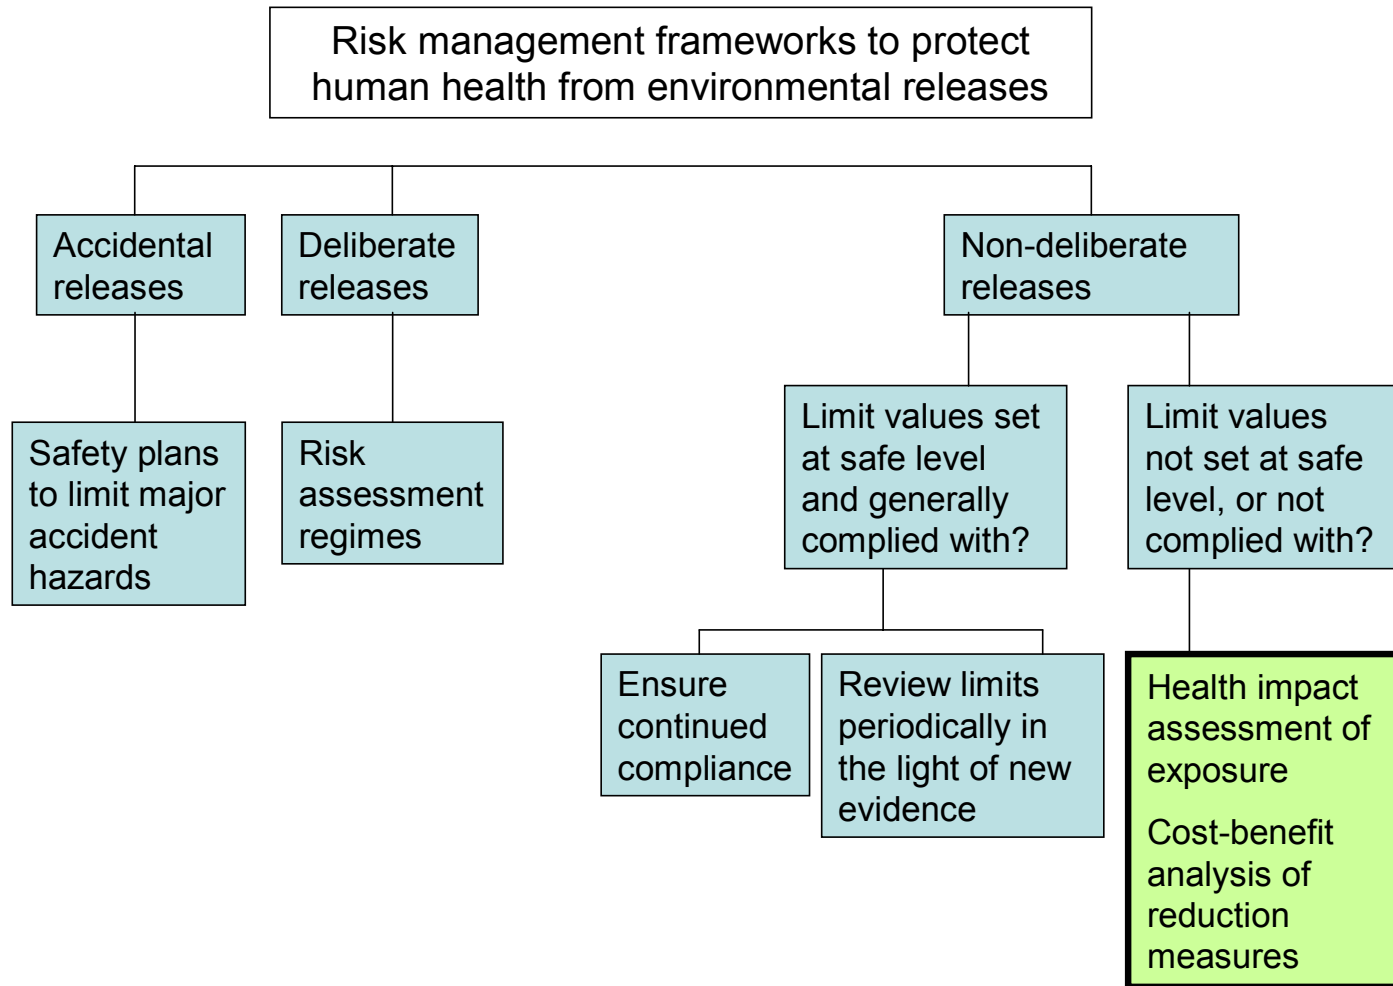 Risk management frameworks to protect
human health from environmental releases
Accidental
releases
Deliberate
releases
Non-deliberate
releases
Safety plans
to limit major
accident
hazards
Risk
assessment
regimes
Limit values set
at safe level
and generally
complied with?
Limit values
not set at safe
level, or not
complied with?
Ensure
continued
compliance
Review limits
periodically in
the light of new
evidence
Health impact
assessment of
exposure
Cost-benefit
analysis of
reduction
measures